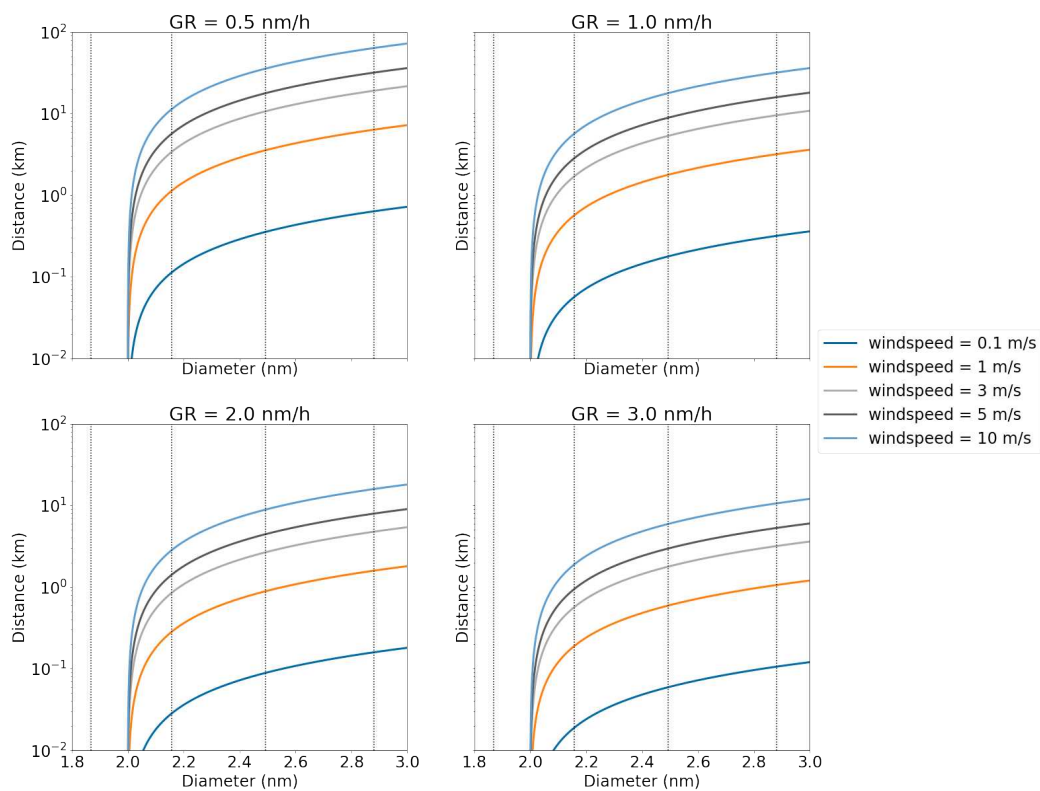 GR = 0.5 nm/h
GR = 1.0 nm/h
10²
10¹
10⁰
10⁻¹
10⁻²
Distance (km)
Distance (km)
Diameter (nm)
Diameter (nm)
windspeed = 0.1 m/s
windspeed = 1 m/s
windspeed = 3 m/s
windspeed = 5 m/s
windspeed = 10 m/s
GR = 2.0 nm/h
GR = 3.0 nm/h
10²
10¹
10⁰
10⁻¹
10⁻²
Distance (km)
Distance (km)
1.8 2.0 2.2 2.4 2.6 2.8 3.0
1.8 2.0 2.2 2.4 2.6 2.8 3.0
Diameter (nm)
Diameter (nm)